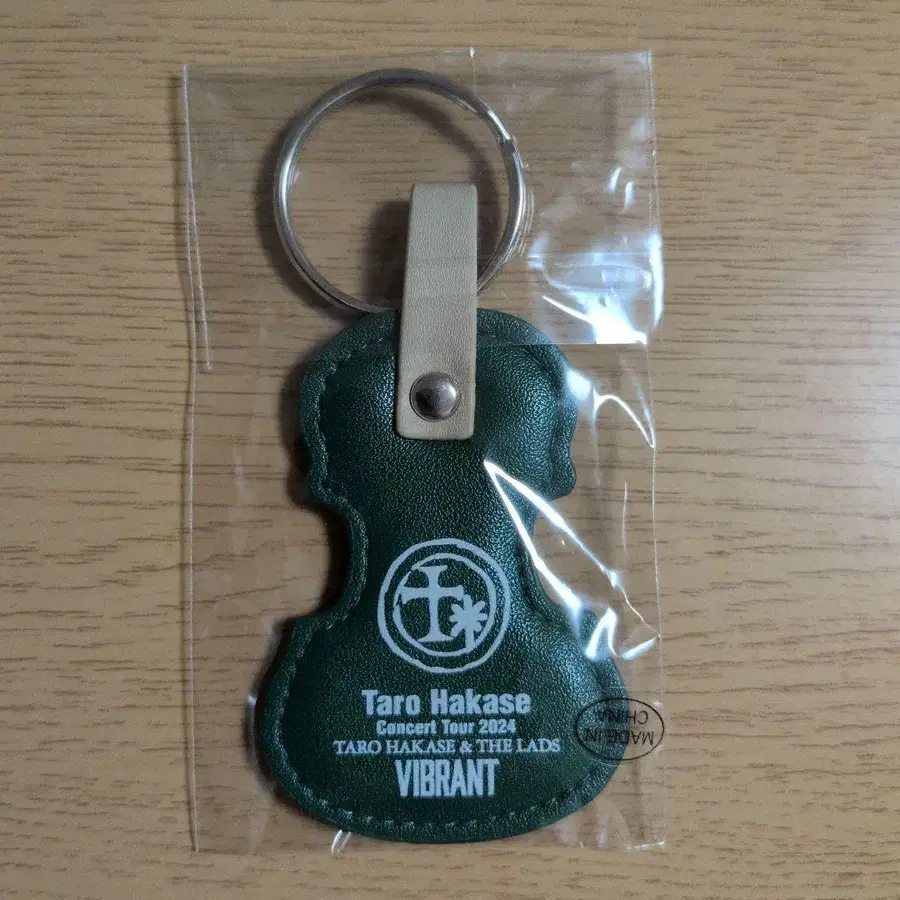 Taro Hakase
Concert Tour 2024
TARO HAKASE & THE LADS
VIBRANT
MADE IN
CHINA